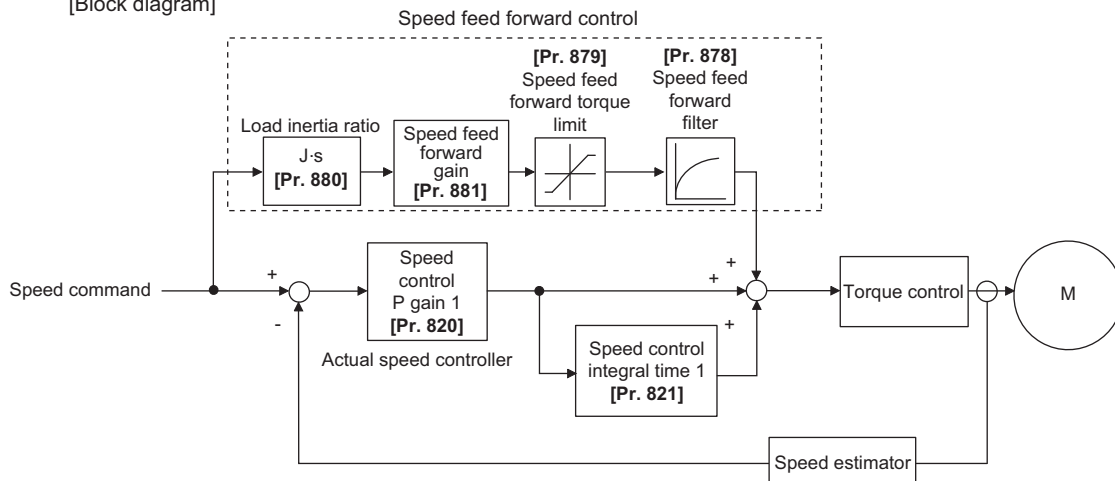 [Block diagram]
Speed feed forward control
[Pr. 879]
Speed feed
forward torque
limit
[Pr. 878]
Speed feed
forward
filter
Load inertia ratio
J·s
[Pr. 880]
Speed feed
forward
gain
[Pr. 881]
Speed command
+
-
Speed
control
P gain 1
[Pr. 820]
Actual speed controller
+
+
+
Speed control
integral time 1
[Pr. 821]
Torque control
M
Speed estimator